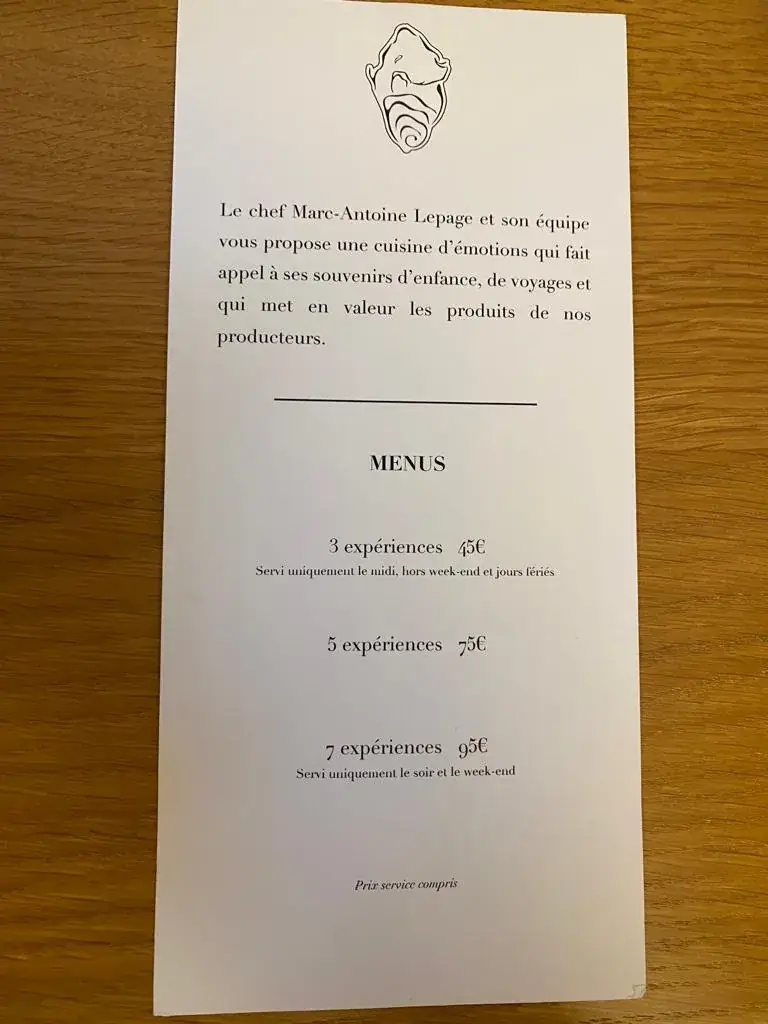 Le chef Marc-Antoine Lepage et son équipe
vous propose une cuisine d'émotions qui fait
appel à ses souvenirs d'enfance, de voyages et
qui met en valeur les produits de nos
producteurs.
MENUS
3 expériences 45€
Servi uniquement le midi, hors week-end et jours fériés
5 expériences 75€
7 expériences 95€
Servi uniquement le soir et le week-end
Prix service compris